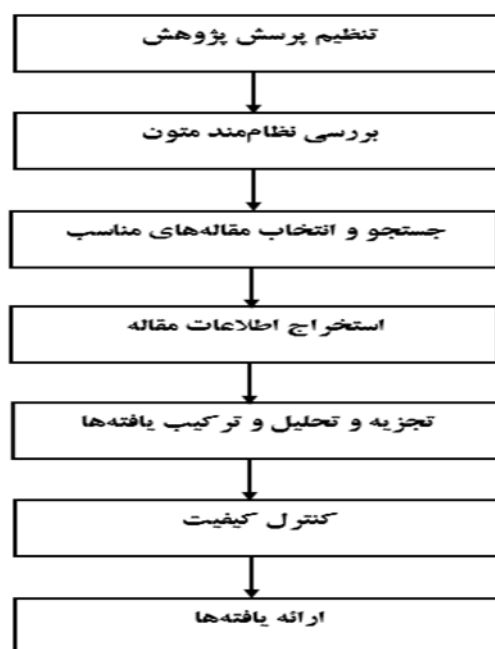 تنظیم پرسش پژوهش
بررسی نظام‌مند متون
جستجو و انتخاب مقاله‌های مناسب
استخراج اطلاعات مقاله
تجزیه و تحلیل و ترکیب یافته‌ها
کنترل کیفیت
ارائه یافته‌ها